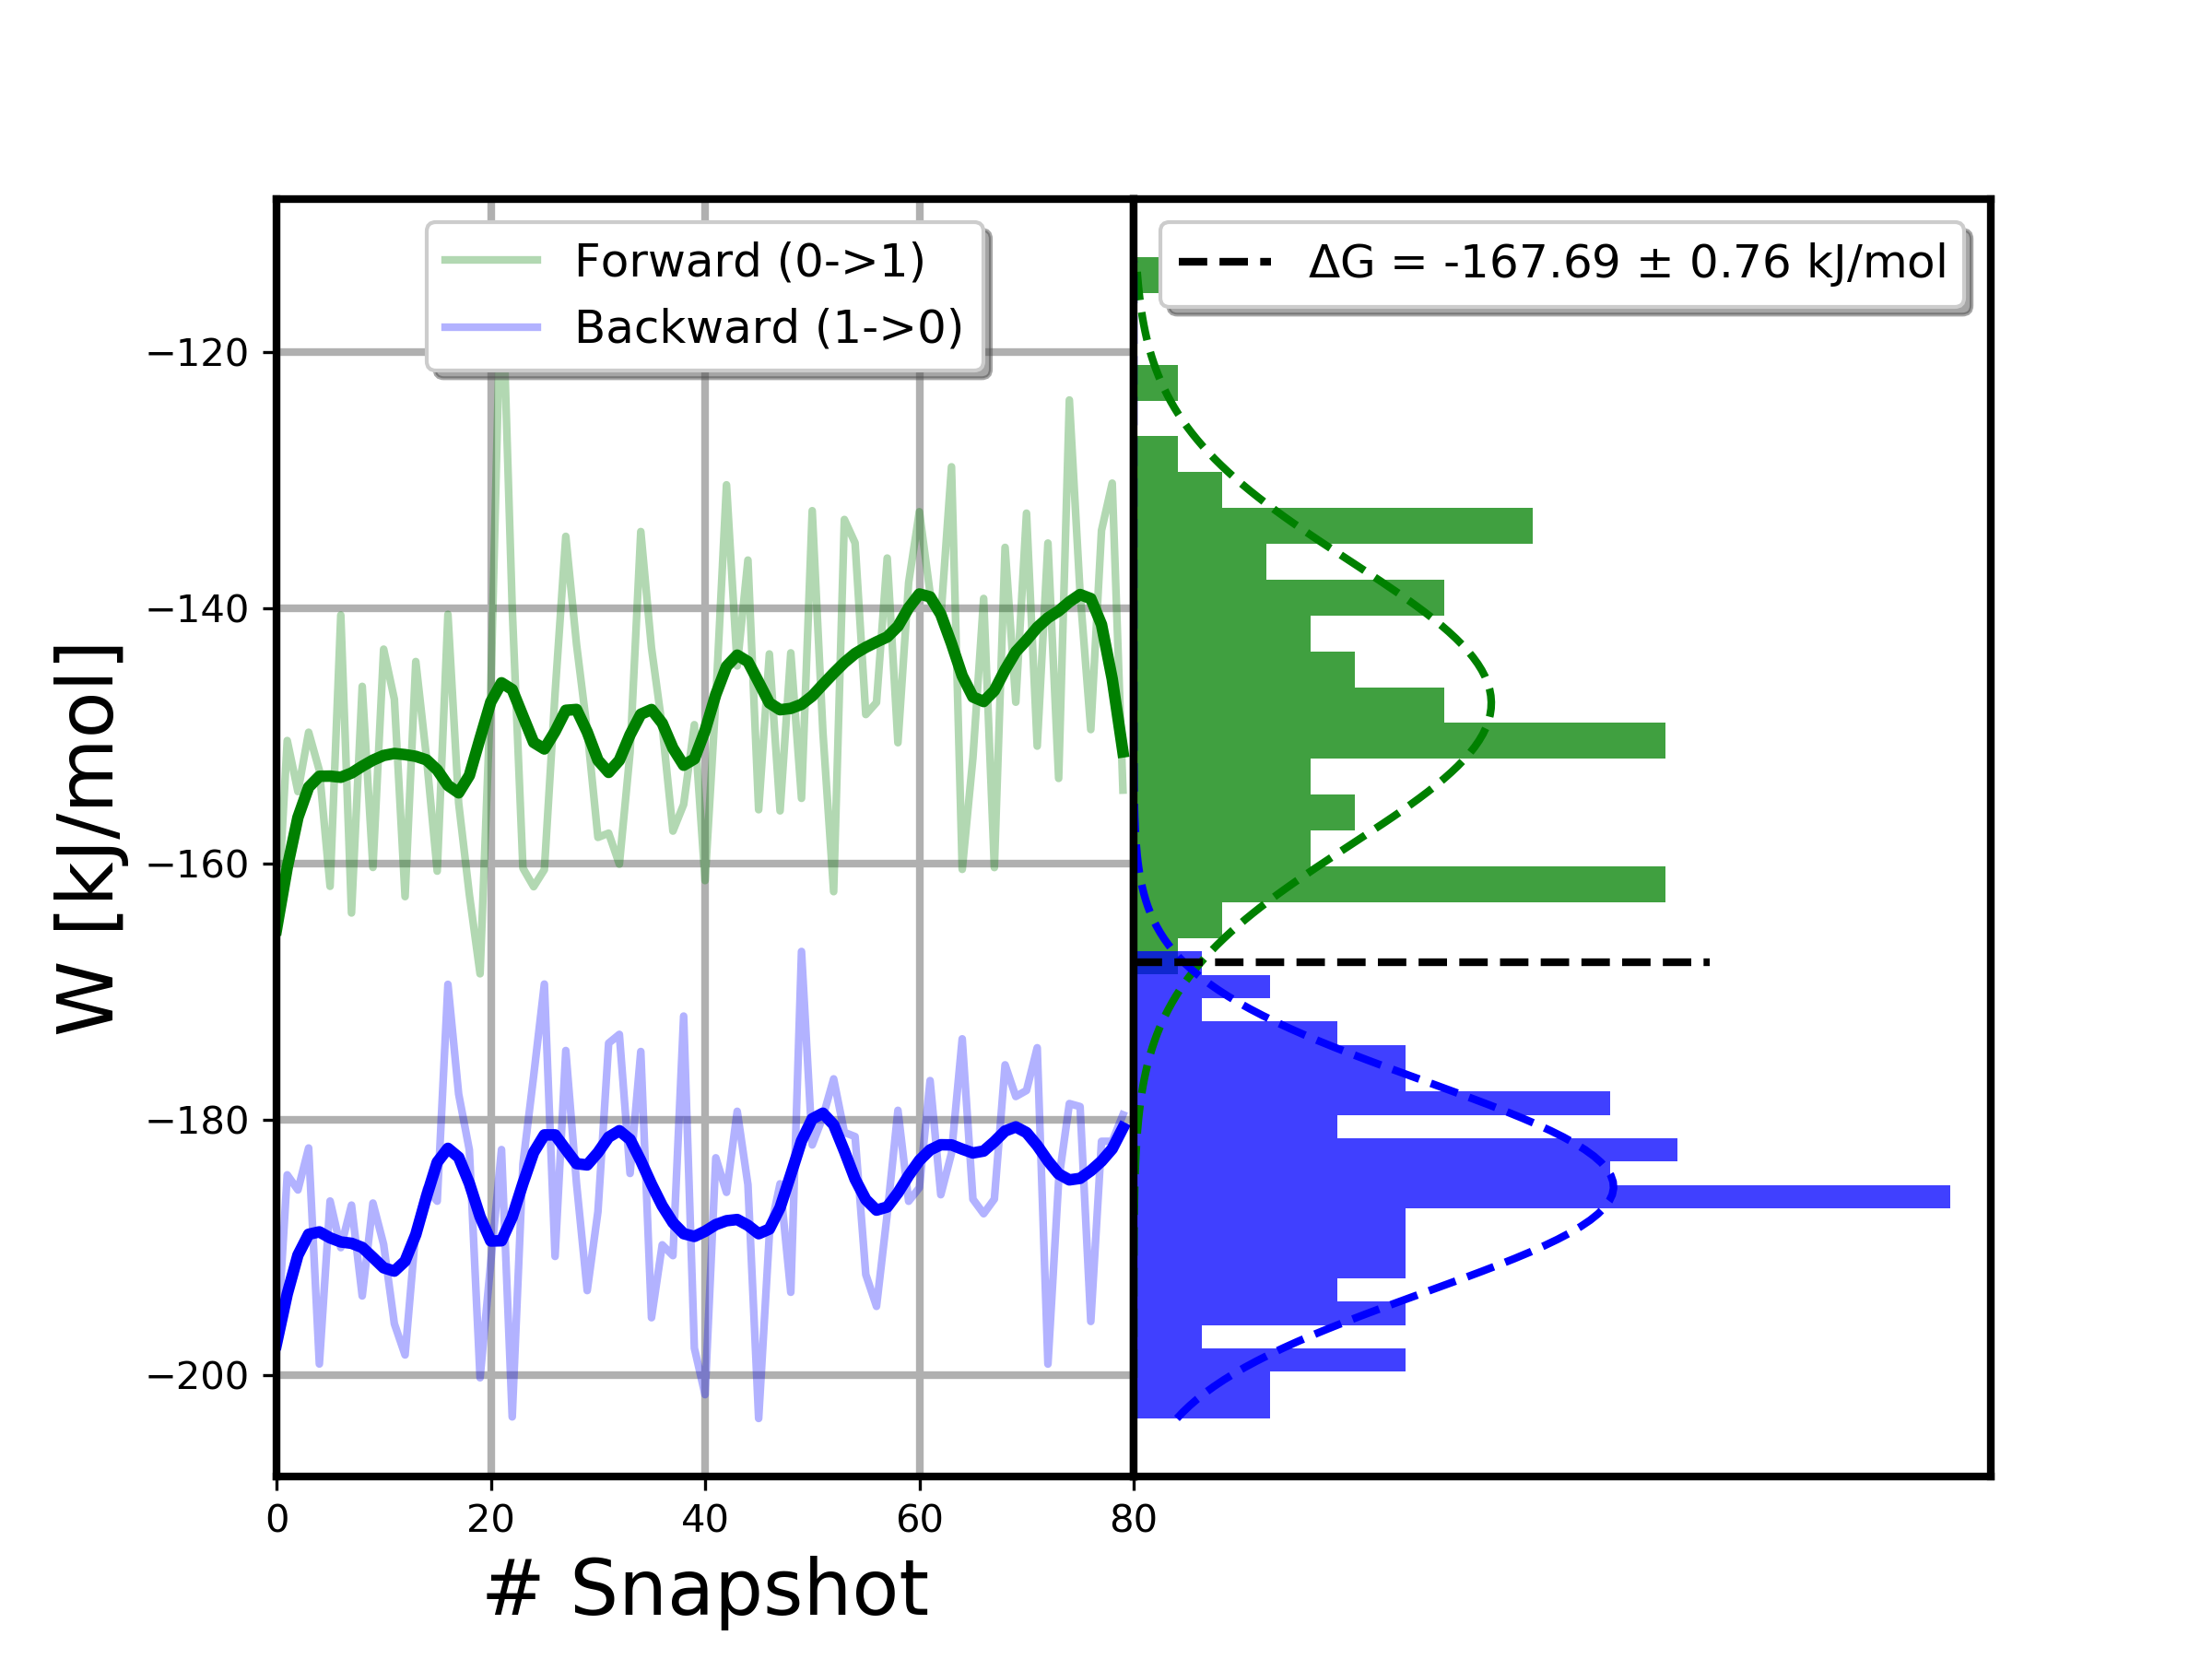 Forward (0->1)
Backward (1->0)
ΔG = -167.69 ± 0.76 kJ/mol
W [kJ/mol]
−120
−140
−160
−180
−200
0 20 40 60 80
# Snapshot